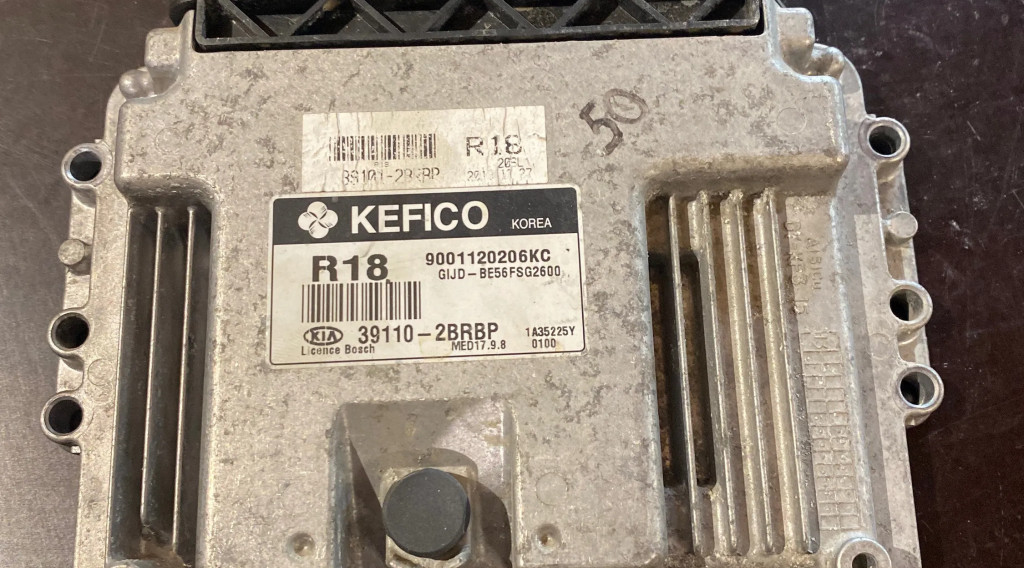 50
R18
KEFICO KOREA
R18 9001120206KC
GIJD-BE56FSG2600
KIA 39110-2BRBP 1A35225Y
Licence Bosch MED17.9.8 0100